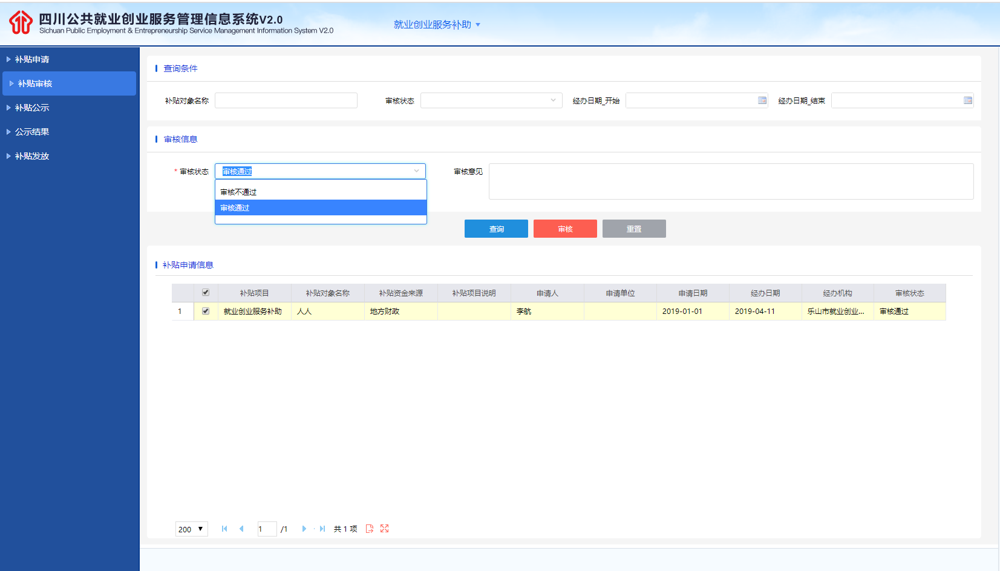 四川公共就业创业服务管理信息系统V2.0
Sichuan Public Employment & Entrepreneurship Service Management Information System V2.0
就业创业服务补助
补贴申请
补贴审核
补贴公示
公示结果
补贴发放
查询条件
补贴对象名称 审核状态 经办日期_开始 经办日期_结束
审核信息
* 审核状态 审核通过 审核意见
审核不通过
审核通过
查询 审核 重置
补贴申请信息
补贴项目 补贴对象名称 补贴资金来源 补贴项目说明 申请人 申请单位 申请日期 经办日期 经办机构 审核状态
1 就业创业服务补助 人人 地方财政 李航 2019-01-01 2019-04-11 乐山市就业创业... 审核通过
200 1 /1 共 1 项